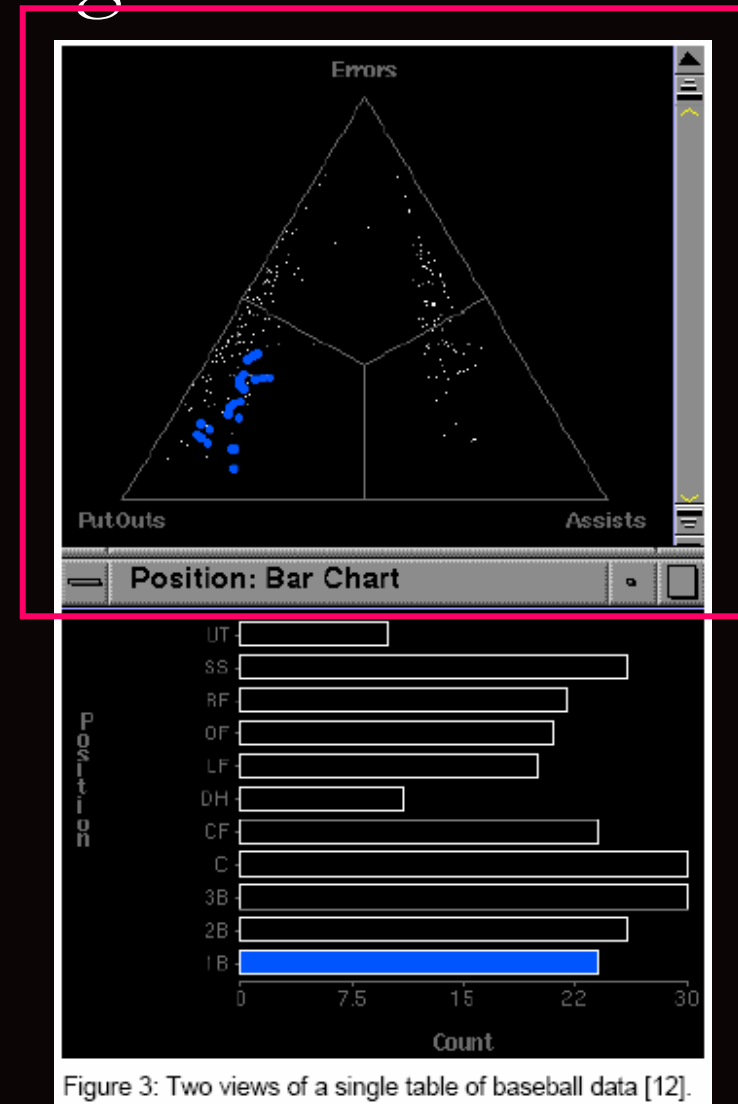 Errors
PutOuts
Assists
Position: Bar Chart
UT
SS
RF
OF
LF
DH
CF
C
3B
2B
1B
Position
0 7.5 15 22 30
Count
Figure 3: Two views of a single table of baseball data [12].